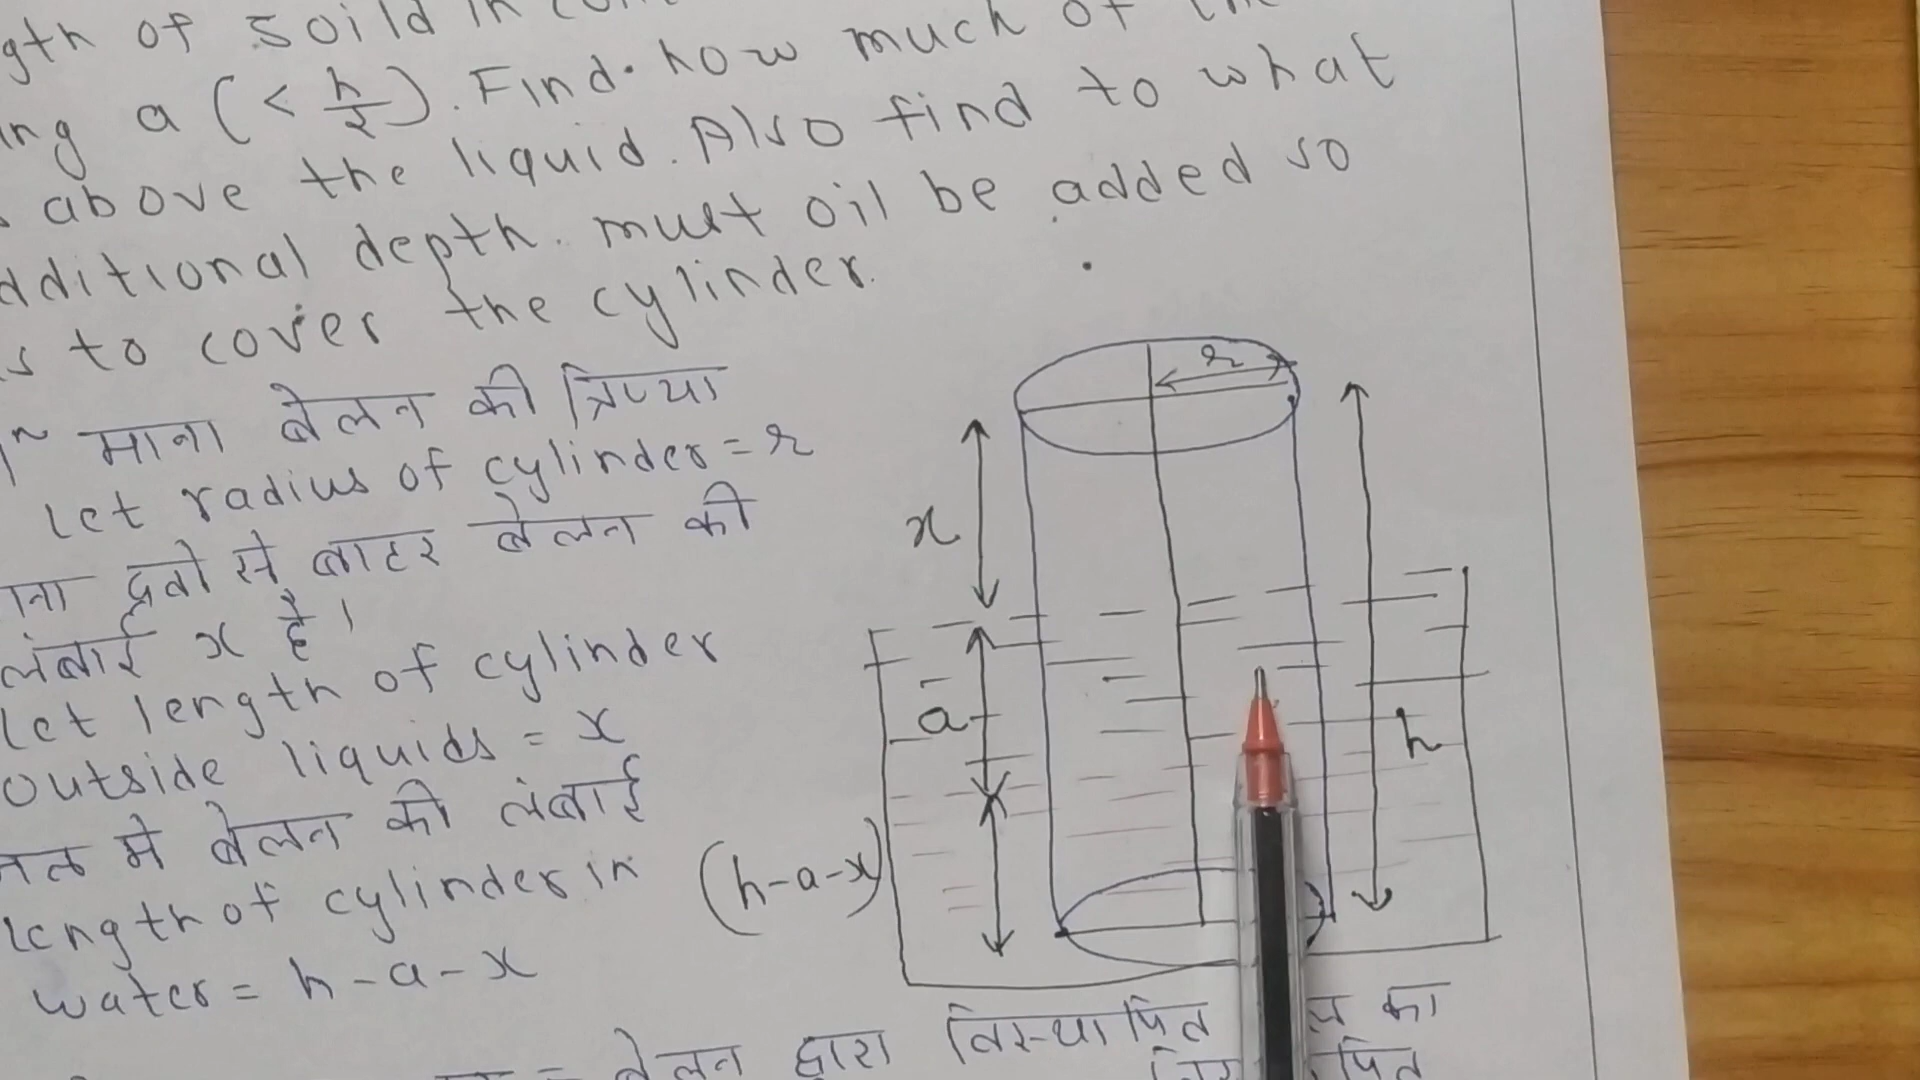 gth of soild in
ing a (< h/2). Find how much of
above the liquid. Also find to what
dditional depth must oil be added so
s to cover the cylinder.
माना बेलन की त्रिज्या
Let radius of cylinder = r
ना द्रवो से बाहर बेलन की
लंबाई x है।
Let length of cylinder
outside liquids = x
जल मे बेलन की लंबाई
length of cylinder in
water = h-a-x
= बेलन द्वारा विस्थापित का
r
x
a
h
(h-a-x)